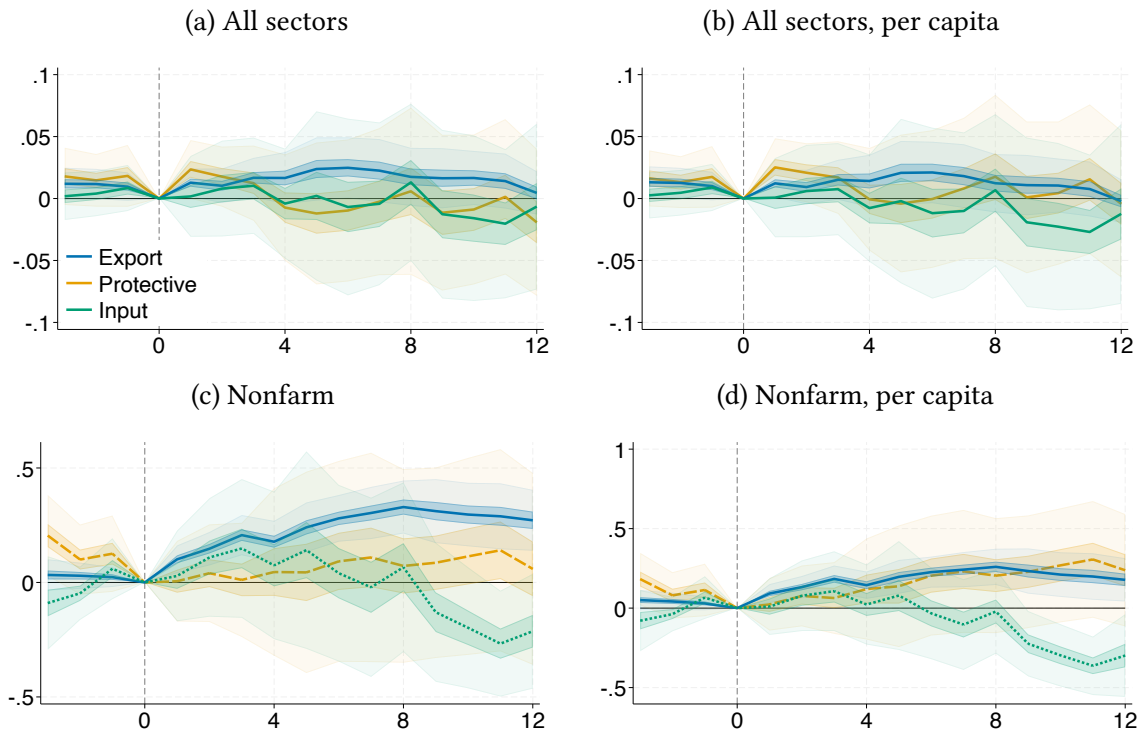 (a) All sectors
(b) All sectors, per capita
.1
.05
0
-.05
-.1
Export
Protective
Input
0 4 8 12
.1
.05
0
-.05
-.1
0 4 8 12
(c) Nonfarm
(d) Nonfarm, per capita
.5
0
-.5
0 4 8 12
1
.5
0
-.5
0 4 8 12